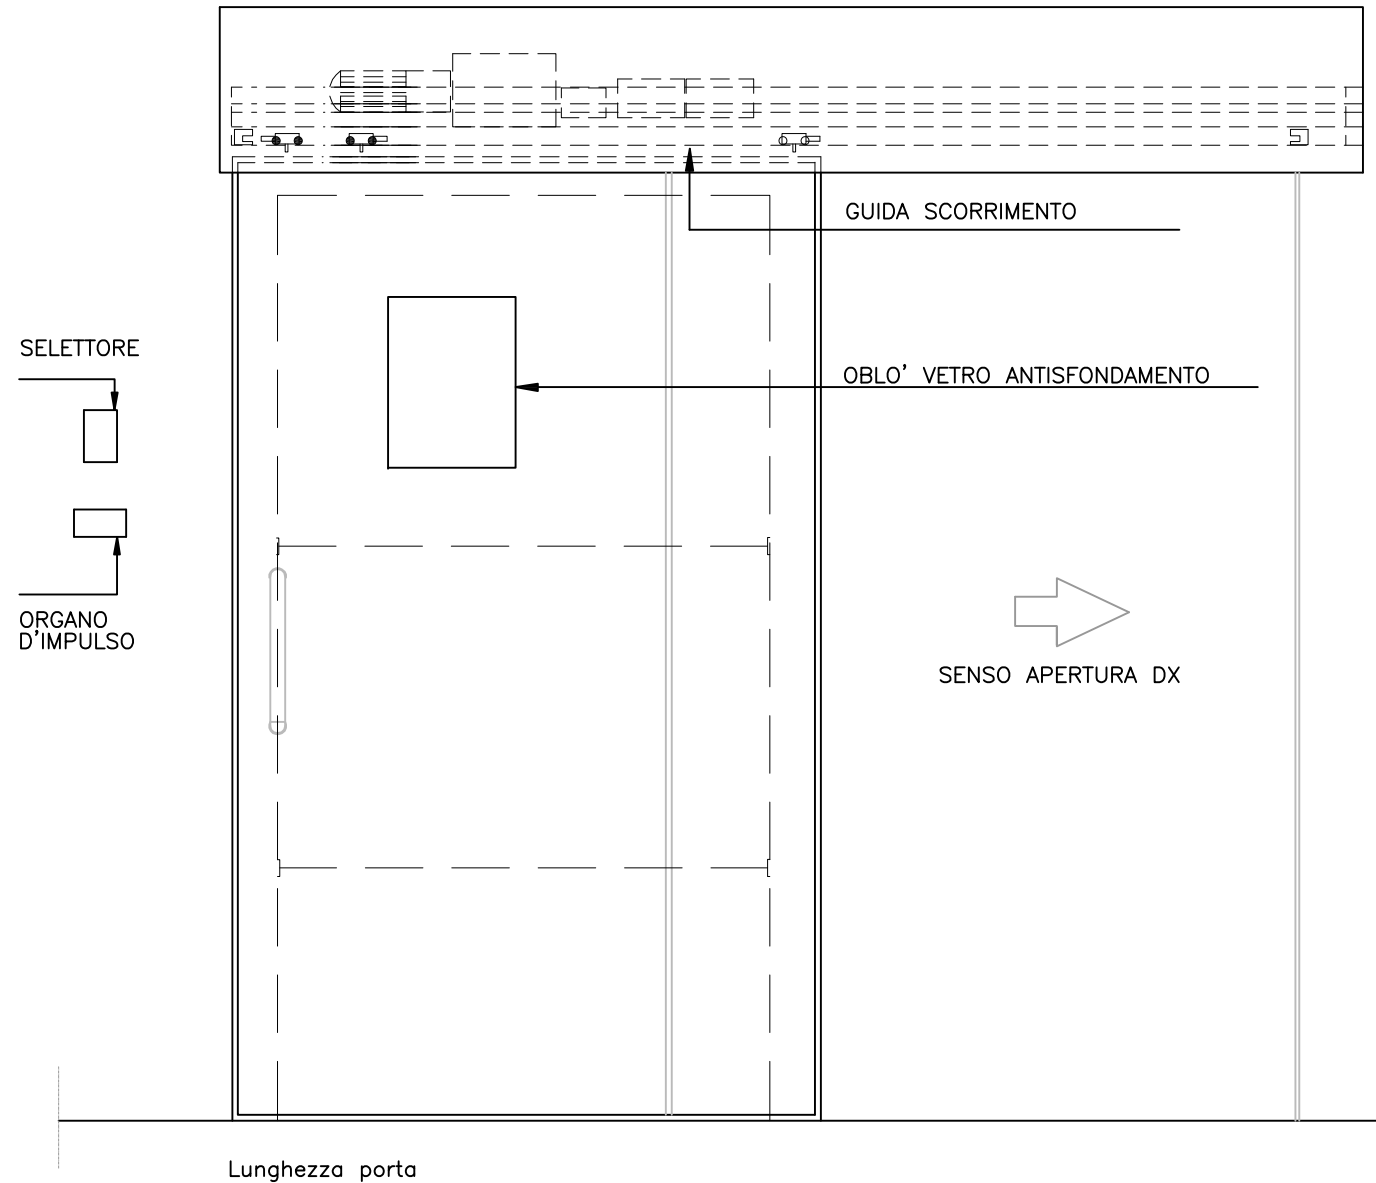 GUIDA SCORRIMENTO
SELETTORE
OBLO' VETRO ANTISFONDAMENTO
ORGANO
D'IMPULSO
SENSO APERTURA DX
Lunghezza porta